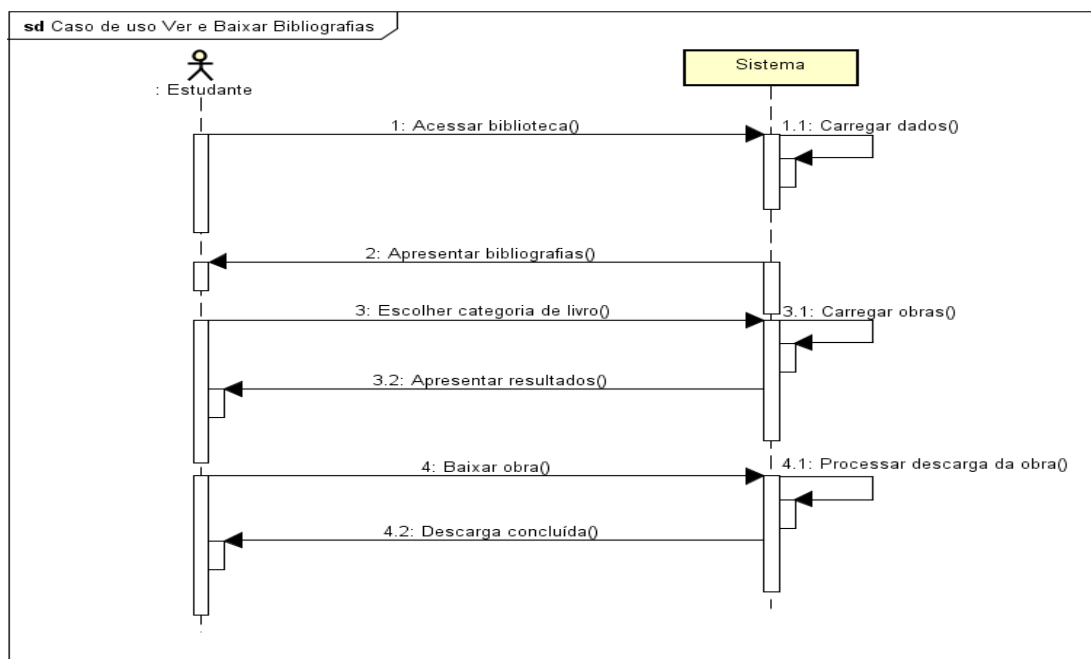 sd Caso de uso Ver e Baixar Bibliografias
Sistema
: Estudante
1: Acessar biblioteca()
1.1: Carregar dados()
2: Apresentar bibliografias()
3: Escolher categoria de livro()
3.1: Carregar obras()
3.2: Apresentar resultados()
4: Baixar obra()
4.1: Processar descarga da obra()
4.2: Descarga concluída()